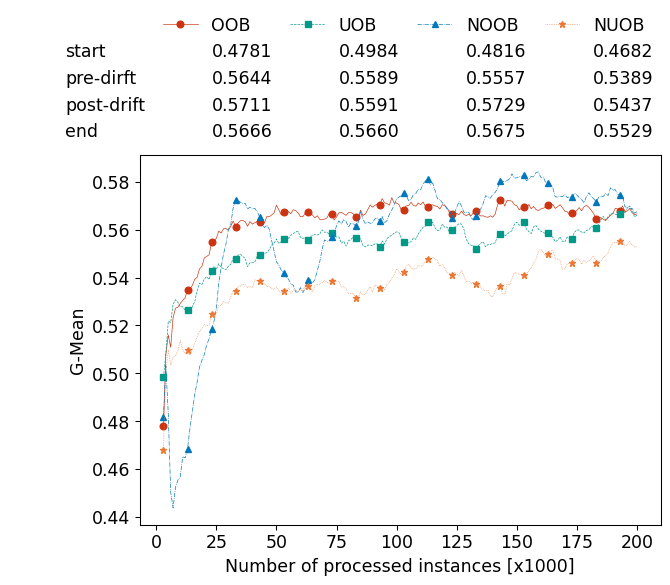 OOB UOB NOOB NUOB
start 0.4781 0.4984 0.4816 0.4682
pre-dirft 0.5644 0.5589 0.5557 0.5389
post-drift 0.5711 0.5591 0.5729 0.5437
end 0.5666 0.5660 0.5675 0.5529
0.58
0.56
0.54
0.52
0.50
0.48
0.46
0.44
G-Mean
0 25 50 75 100 125 150 175 200
Number of processed instances [x1000]